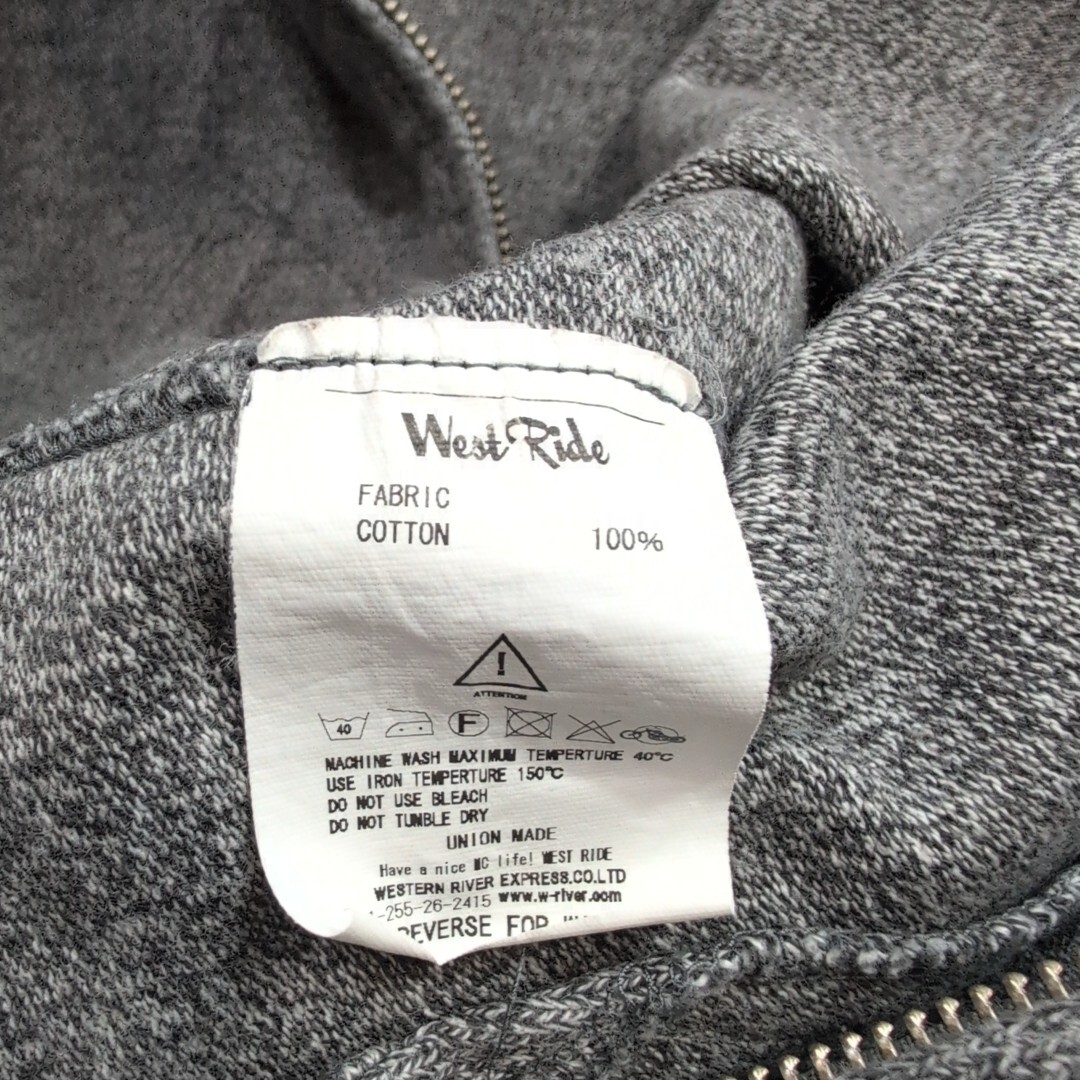 West Ride
FABRIC
COTTON 100%
!
ATTENTION
40 F
MACHINE WASH MAXIMUM TEMPERTURE 40°C
USE IRON TEMPERTURE 150°C
DO NOT USE BLEACH
DO NOT TUMBLE DRY
UNION MADE
Have a nice MC life! WEST RIDE
WESTERN RIVER EXPRESS.CO.LTD
-255-26-2415 www.w-river.com
REVERSE FOR